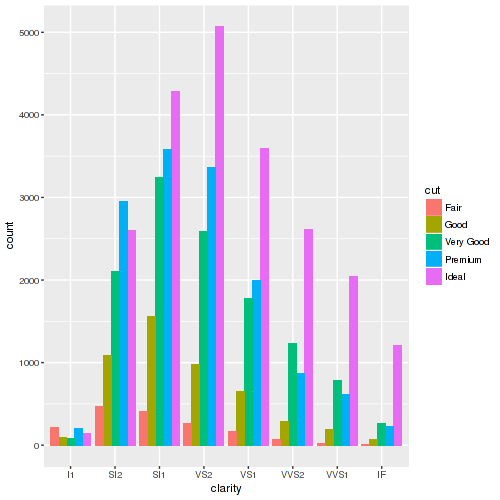 5000
4000
3000
2000
1000
0
count
I1 SI2 SI1 VS2 VS1 VVS2 VVS1 IF
clarity
cut
Fair
Good
Very Good
Premium
Ideal